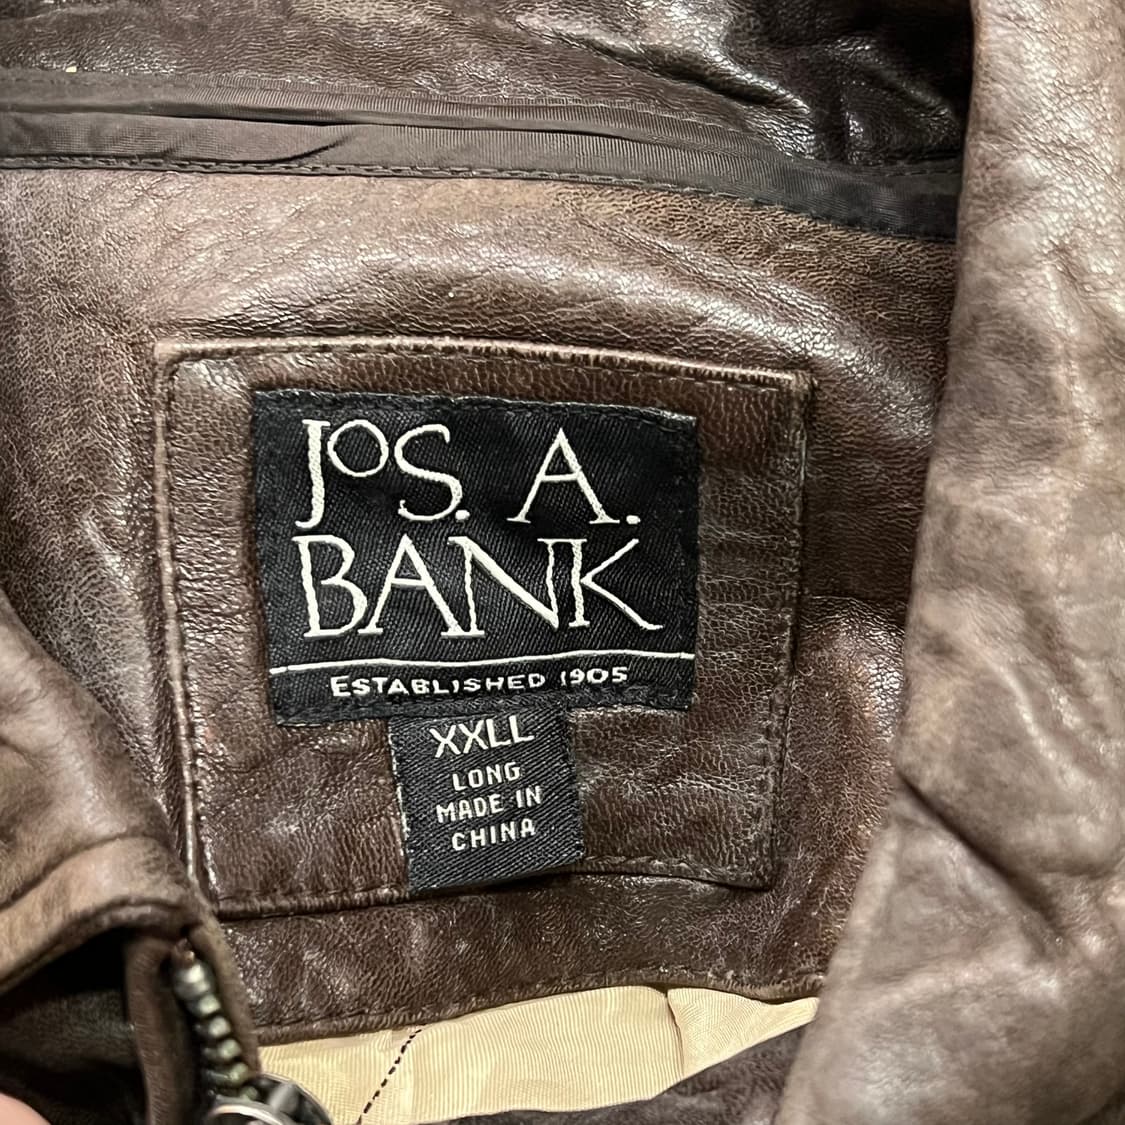 JoS. A.
BANK
ESTABLISHED 1905
XXLL
LONG
MADE IN
CHINA